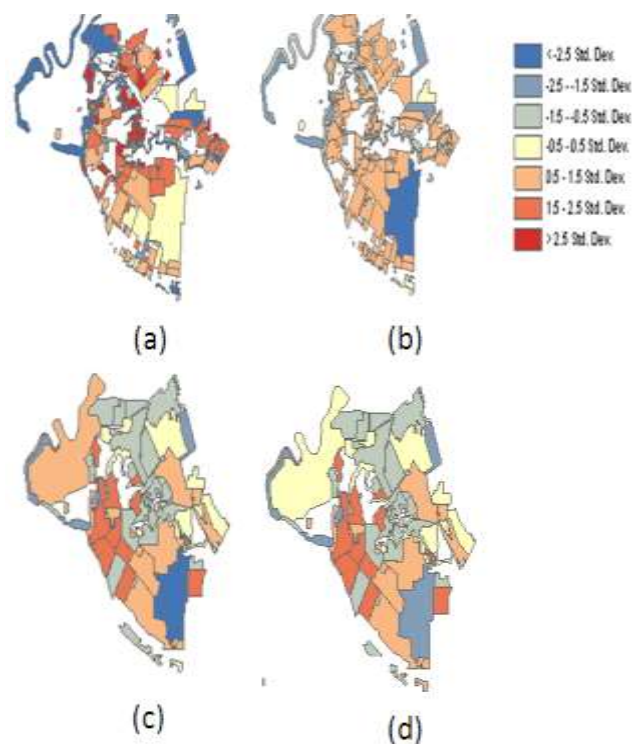 <-2.5 Std. Dev.
-2.5 - -1.5 Std. Dev.
-1.5 - -0.5 Std. Dev.
-0.5 - 0.5 Std. Dev.
0.5 - 1.5 Std. Dev.
1.5 - 2.5 Std. Dev.
> 2.5 Std. Dev.
(a)
(b)
(c)
(d)